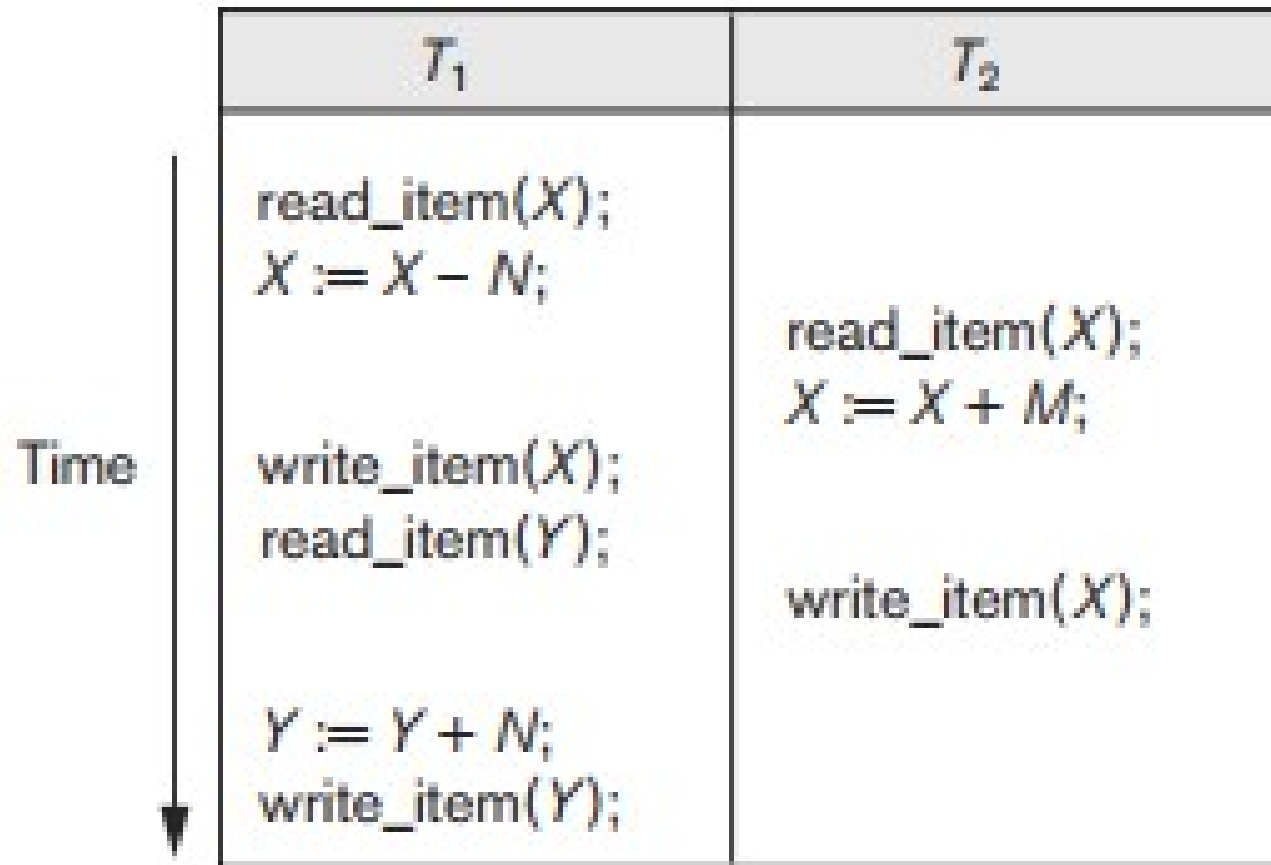 T₁ T₂
read_item(X);
X := X – N;
read_item(X);
X := X + M;
Time
write_item(X);
read_item(Y);
write_item(X);
Y := Y + N;
write_item(Y);